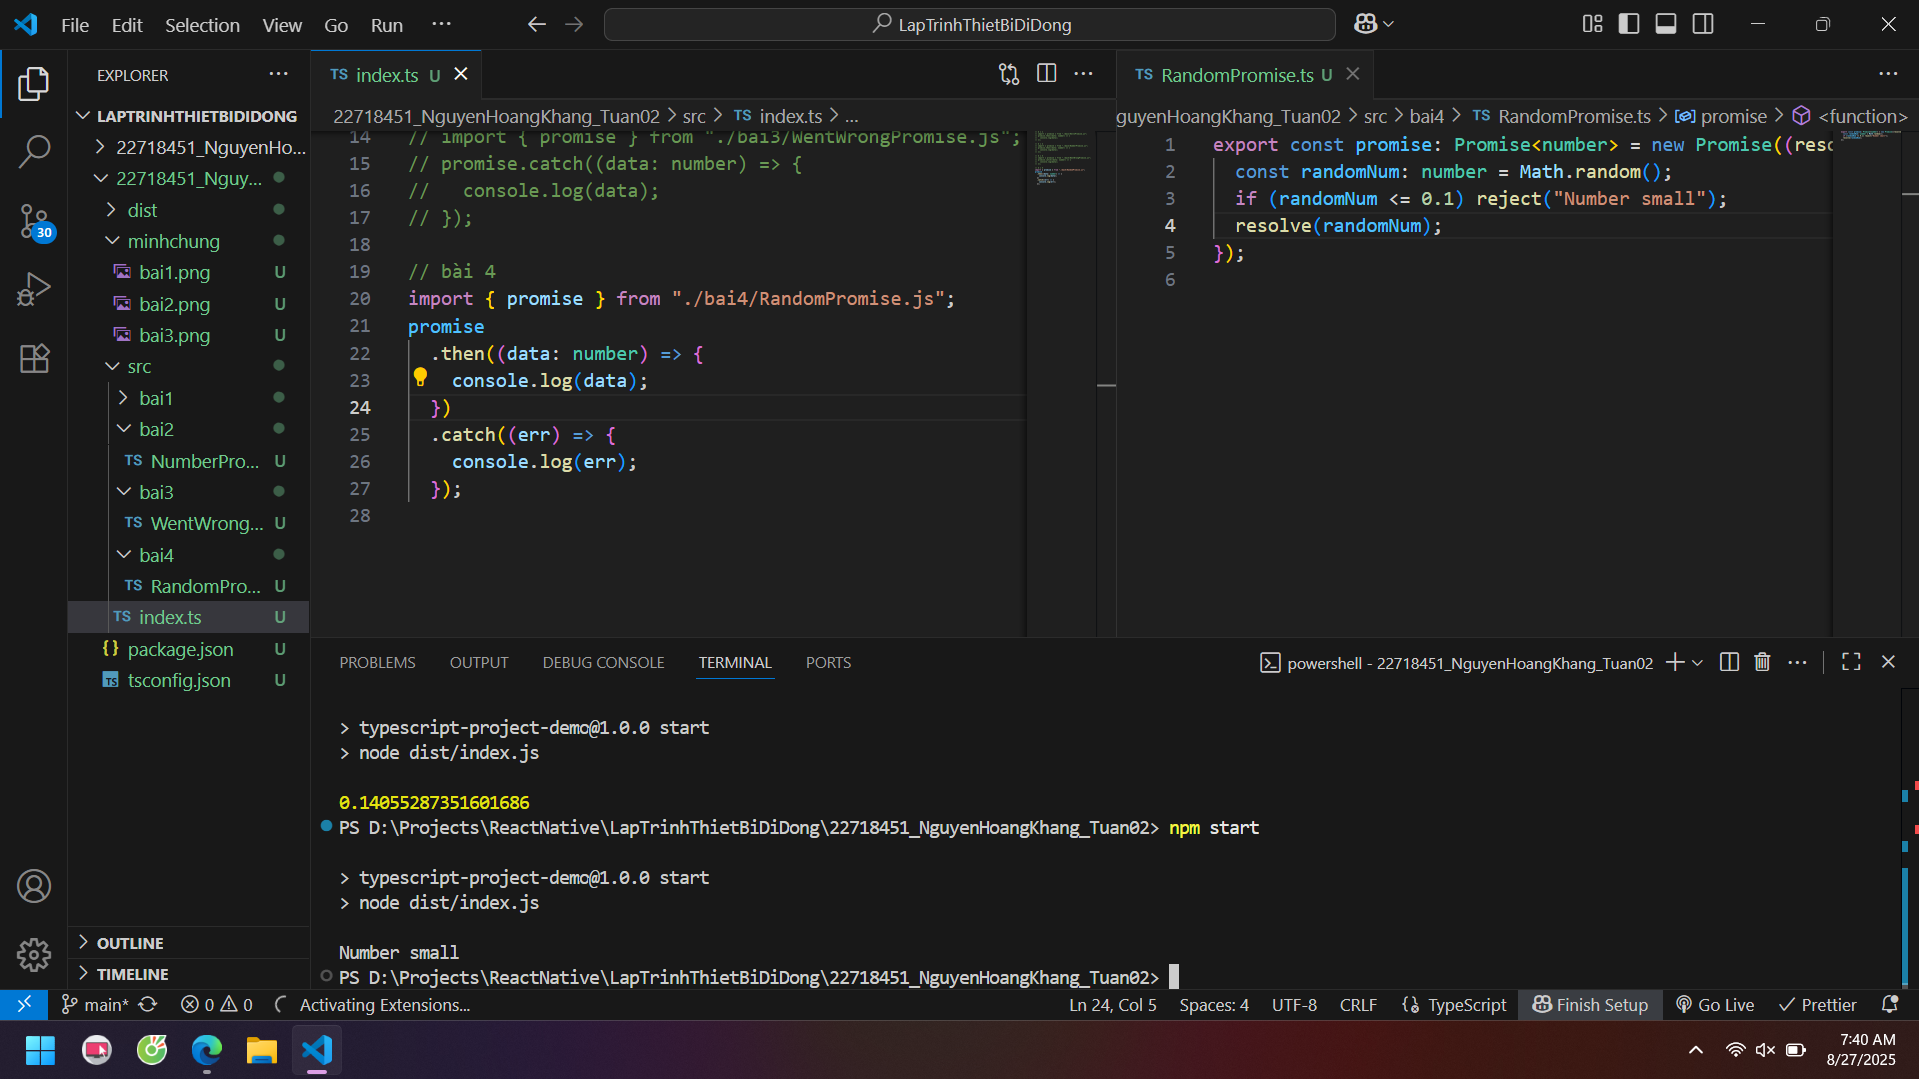 File Edit Selection View Go Run ···
LapTrinhThietBiDiDong
EXPLORER ···
LAPTRINHTHIETBIDIDONG
22718451_NguyenHo...
22718451_Nguy...
dist
minhchung
bai1.png U
bai2.png U
bai3.png U
src
bai1
bai2
TS NumberPro... U
bai3
TS WentWrong... U
bai4
TS RandomPro... U
TS index.ts U
{} package.json U
TS tsconfig.json U
OUTLINE
TIMELINE
30
TS index.ts U
22718451_NguyenHoangKhang_Tuan02 > src > TS index.ts > ...
14 // import { promise } from "./bai3/WentWrongPromise.js";
15 // promise.catch((data: number) => {
16 //   console.log(data);
17 // });
18
19 // bài 4
20 import { promise } from "./bai4/RandomPromise.js";
21 promise
22   .then((data: number) => {
23     console.log(data);
24   })
25   .catch((err) => {
26     console.log(err);
27   });
28
TS RandomPromise.ts U
guyenHoangKhang_Tuan02 > src > bai4 > TS RandomPromise.ts > promise > <function>
1 export const promise: Promise<number> = new Promise((reso
2   const randomNum: number = Math.random();
3   if (randomNum <= 0.1) reject("Number small");
4   resolve(randomNum);
5 });
6
PROBLEMS OUTPUT DEBUG CONSOLE TERMINAL PORTS
powershell - 22718451_NguyenHoangKhang_Tuan02
> typescript-project-demo@1.0.0 start
> node dist/index.js
0.14055287351601686
PS D:\Projects\ReactNative\LapTrinhThietBiDiDong\22718451_NguyenHoangKhang_Tuan02> npm start
> typescript-project-demo@1.0.0 start
> node dist/index.js
Number small
PS D:\Projects\ReactNative\LapTrinhThietBiDiDong\22718451_NguyenHoangKhang_Tuan02>
main* 0 0 Activating Extensions... Ln 24, Col 5 Spaces: 4 UTF-8 CRLF {} TypeScript Finish Setup Go Live Prettier
7:40 AM
8/27/2025